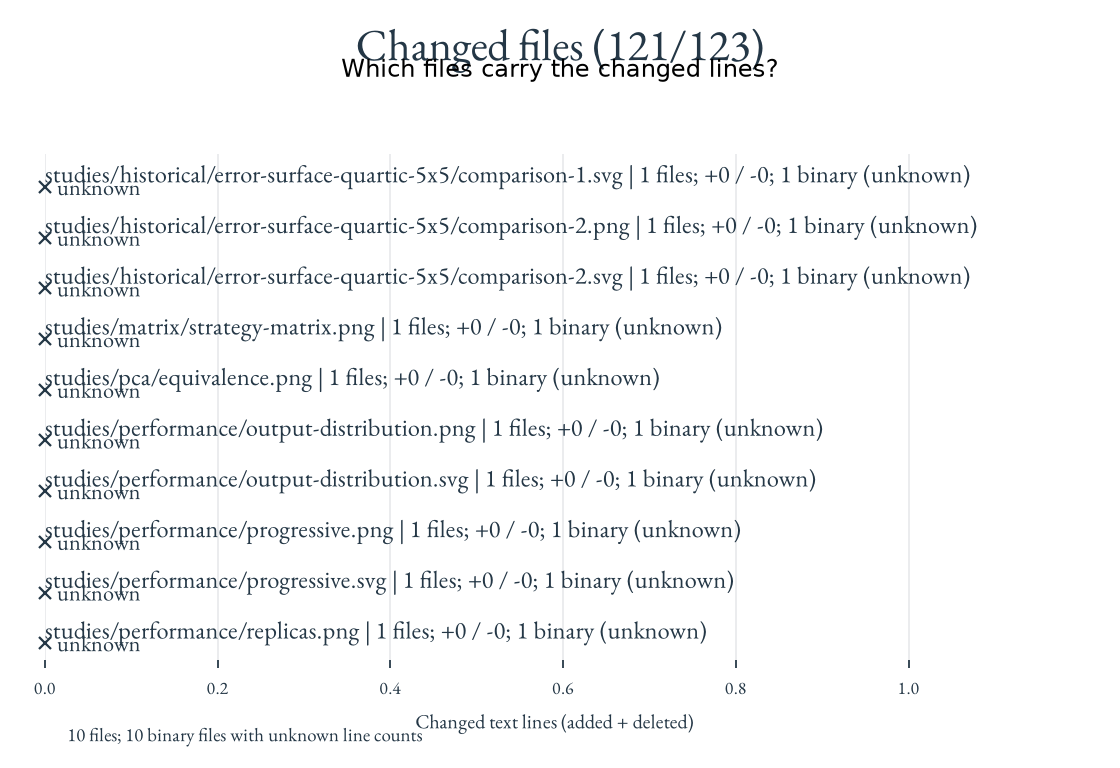 Changed files (121/123)
Which files carry the changed lines?
studies/historical/error-surface-quartic-5x5/comparison-1.svg | 1 files; +0 / -0; 1 binary (unknown)
unknown
studies/historical/error-surface-quartic-5x5/comparison-2.png | 1 files; +0 / -0; 1 binary (unknown)
unknown
studies/historical/error-surface-quartic-5x5/comparison-2.svg | 1 files; +0 / -0; 1 binary (unknown)
unknown
studies/matrix/strategy-matrix.png | 1 files; +0 / -0; 1 binary (unknown)
unknown
studies/pca/equivalence.png | 1 files; +0 / -0; 1 binary (unknown)
unknown
studies/performance/output-distribution.png | 1 files; +0 / -0; 1 binary (unknown)
unknown
studies/performance/output-distribution.svg | 1 files; +0 / -0; 1 binary (unknown)
unknown
studies/performance/progressive.png | 1 files; +0 / -0; 1 binary (unknown)
unknown
studies/performance/progressive.svg | 1 files; +0 / -0; 1 binary (unknown)
unknown
studies/performance/replicas.png | 1 files; +0 / -0; 1 binary (unknown)
unknown
0.0 0.2 0.4 0.6 0.8 1.0
Changed text lines (added + deleted)
10 files; 10 binary files with unknown line counts